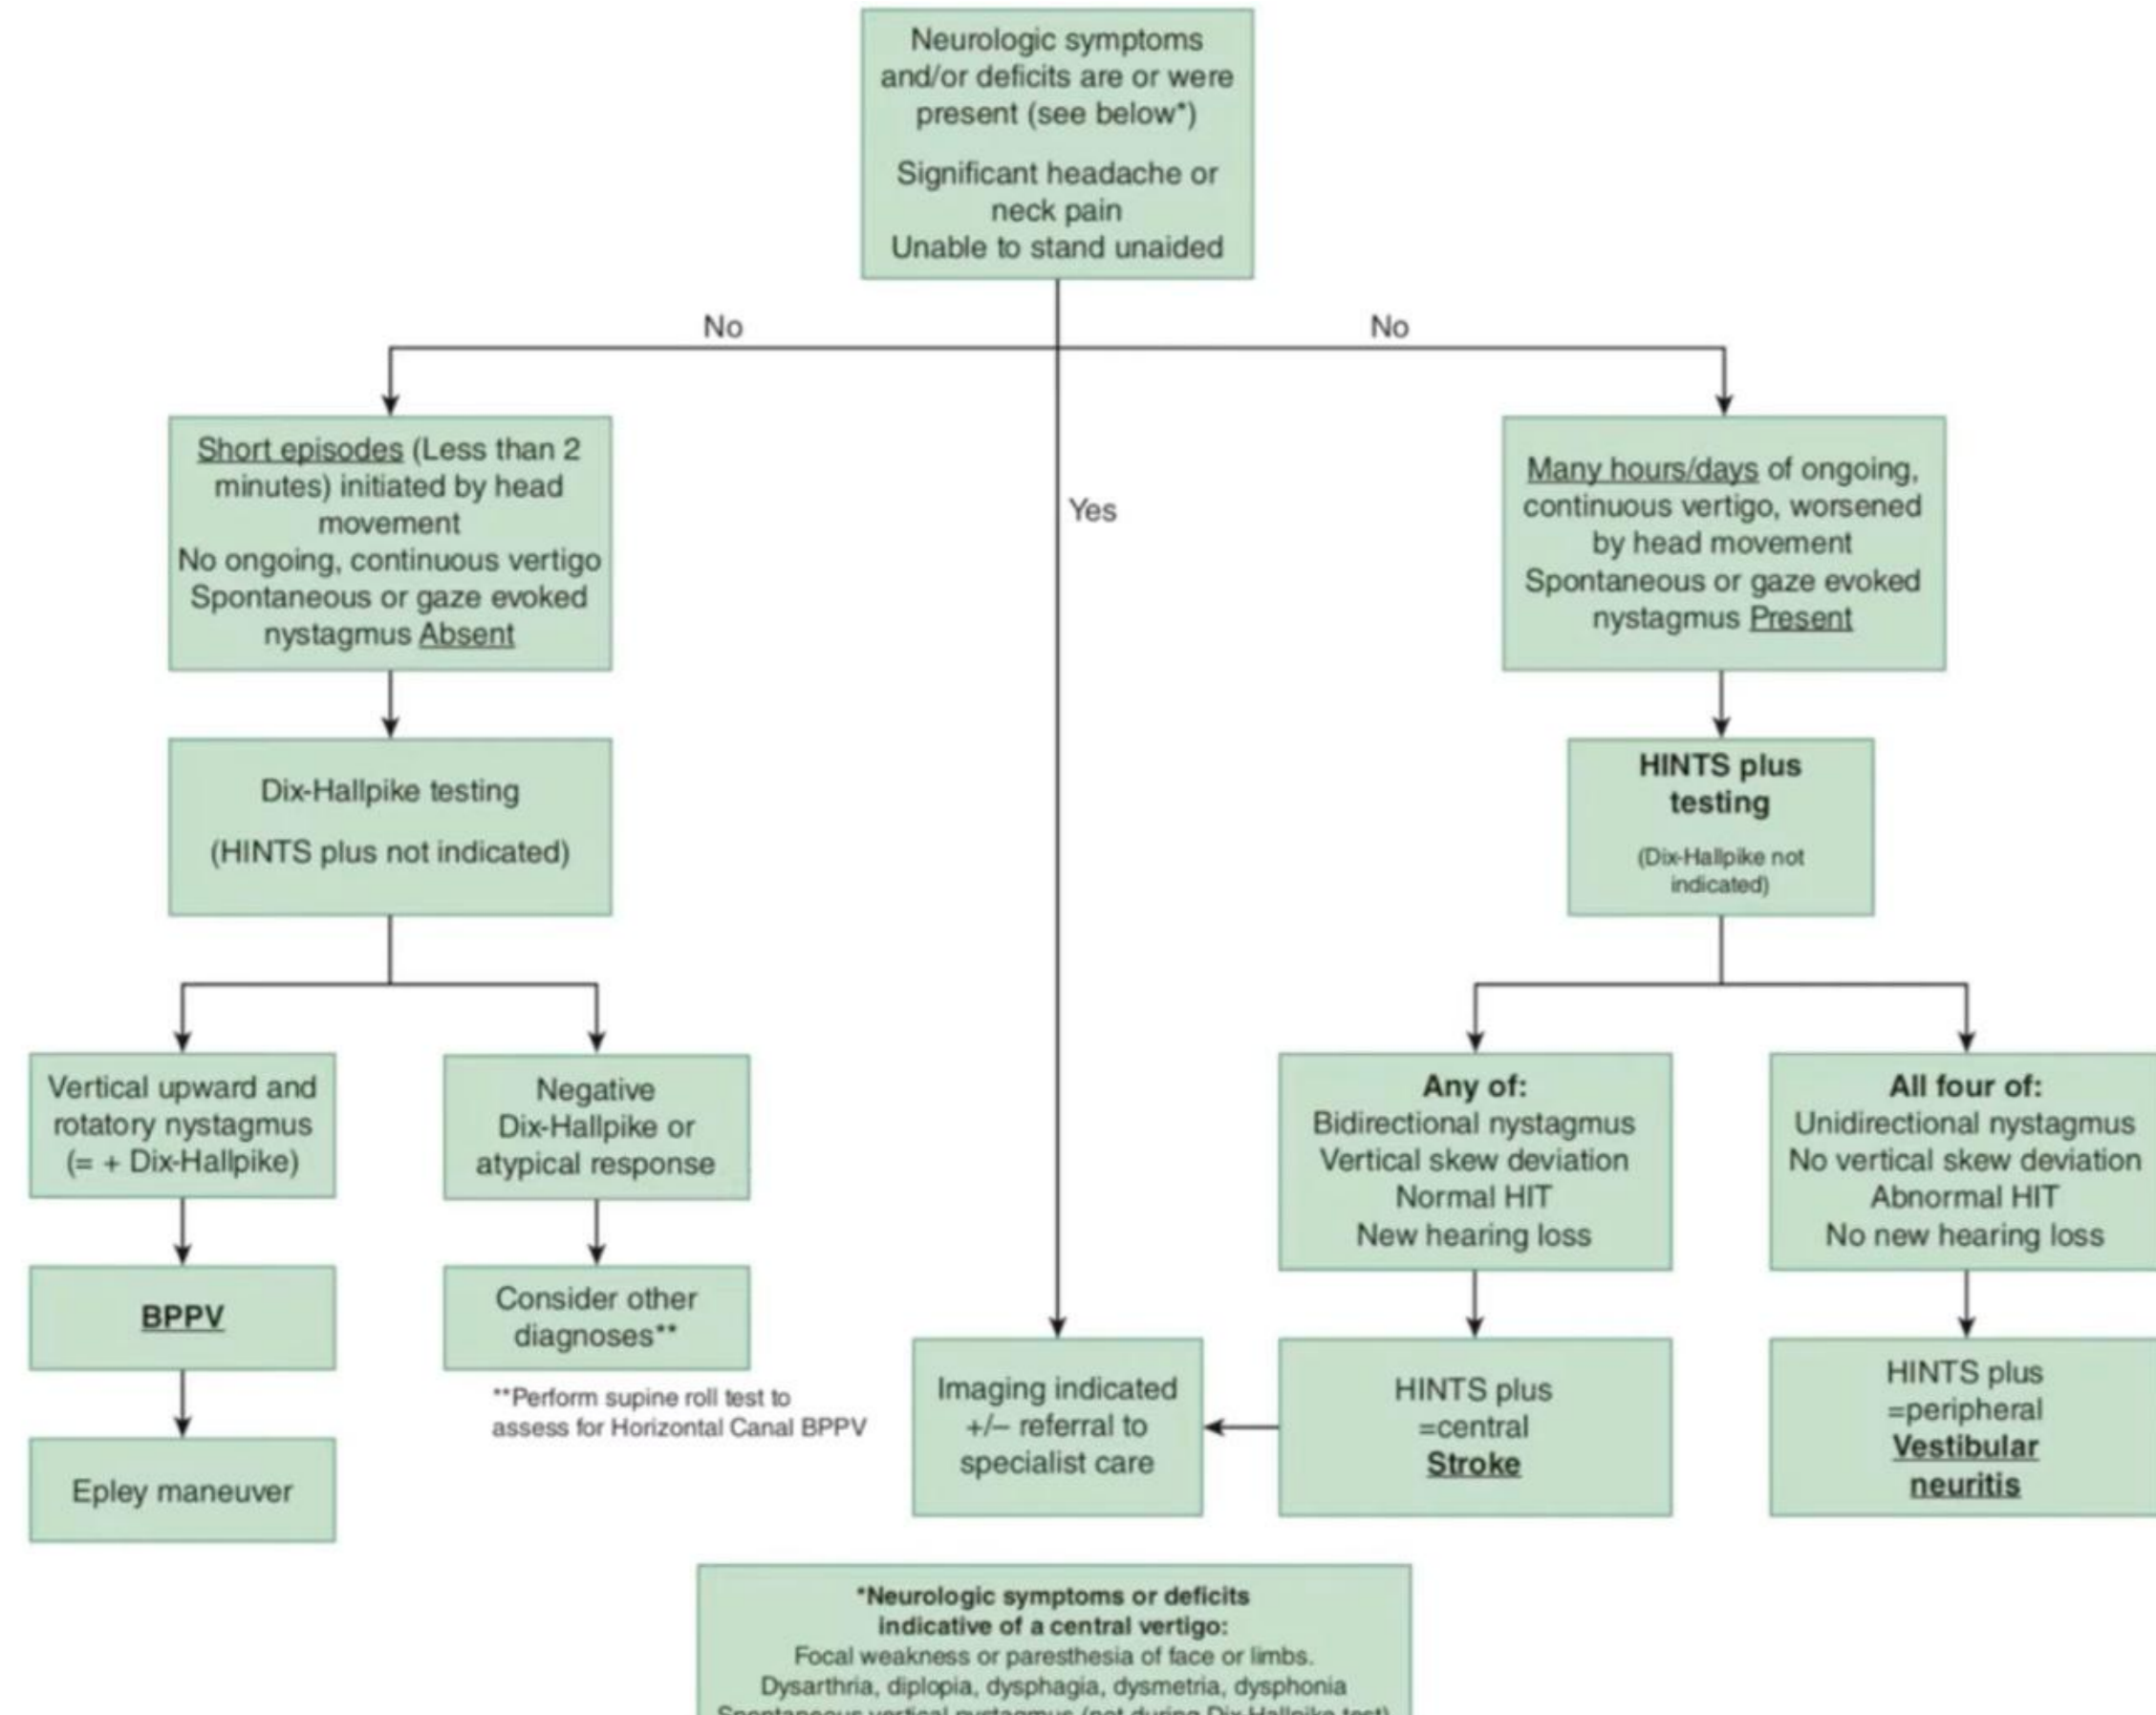 Neurologic symptoms
and/or deficits are or were
present (see below*)
Significant headache or
neck pain
Unable to stand unaided
No
No
Yes
Short episodes (Less than 2
minutes) initiated by head
movement
No ongoing, continuous vertigo
Spontaneous or gaze evoked
nystagmus Absent
Many hours/days of ongoing,
continuous vertigo, worsened
by head movement
Spontaneous or gaze evoked
nystagmus Present
Dix-Hallpike testing
(HINTS plus not indicated)
HINTS plus
testing
(Dix-Hallpike not
indicated)
Vertical upward and
rotatory nystagmus
(= + Dix-Hallpike)
Negative
Dix-Hallpike or
atypical response
Any of:
Bidirectional nystagmus
Vertical skew deviation
Normal HIT
New hearing loss
All four of:
Unidirectional nystagmus
No vertical skew deviation
Abnormal HIT
No new hearing loss
BPPV
Consider other
diagnoses**
**Perform supine roll test to
assess for Horizontal Canal BPPV
Epley maneuver
Imaging indicated
+/– referral to
specialist care
HINTS plus
=central
Stroke
HINTS plus
=peripheral
Vestibular
neuritis
*Neurologic symptoms or deficits
indicative of a central vertigo:
Focal weakness or paresthesia of face or limbs.
Dysarthria, diplopia, dysphagia, dysmetria, dysphonia
Spontaneous vertical nystagmus (not during Dix-Hallpike test)